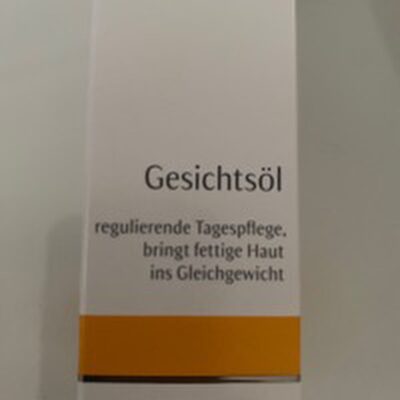 Gesichtsöl
regulierende Tagespflege,
bringt fettige Haut
ins Gleichgewicht